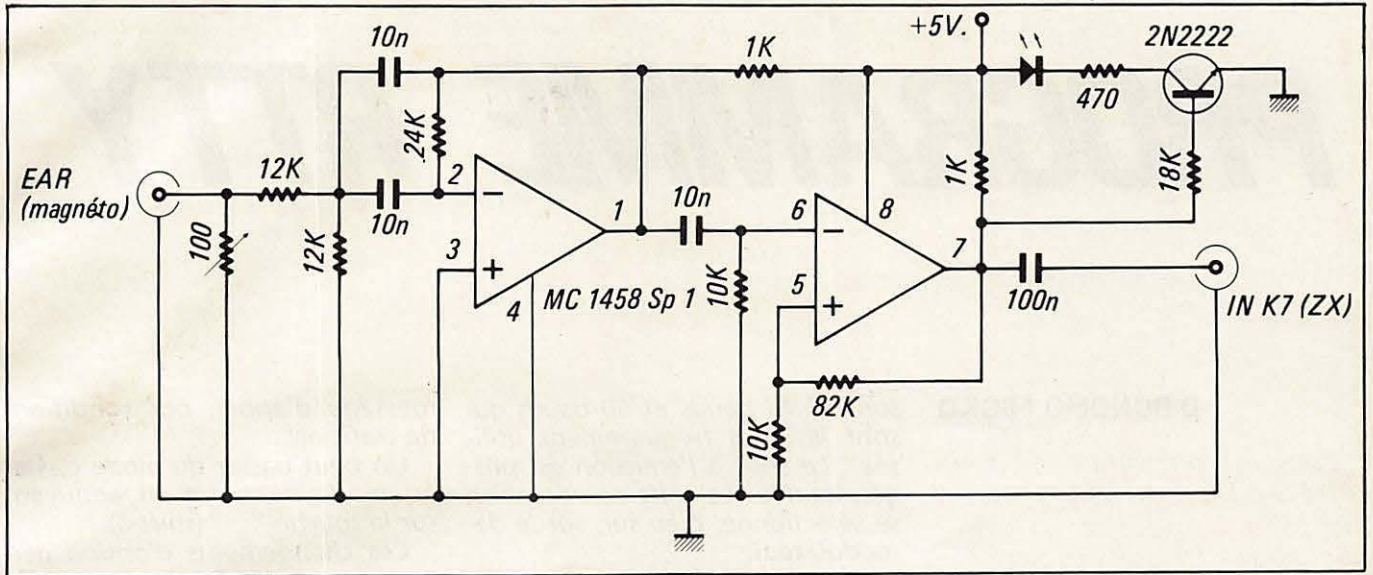 +5V.
2N2222
10n
1K
470
24K
1K
18K
EAR
(magnéto)
12K
10n
2
1
10n
6
8
7
100
12K
3
4
MC 1458 Sp 1
10K
5
100n
IN K7 (ZX)
82K
10K